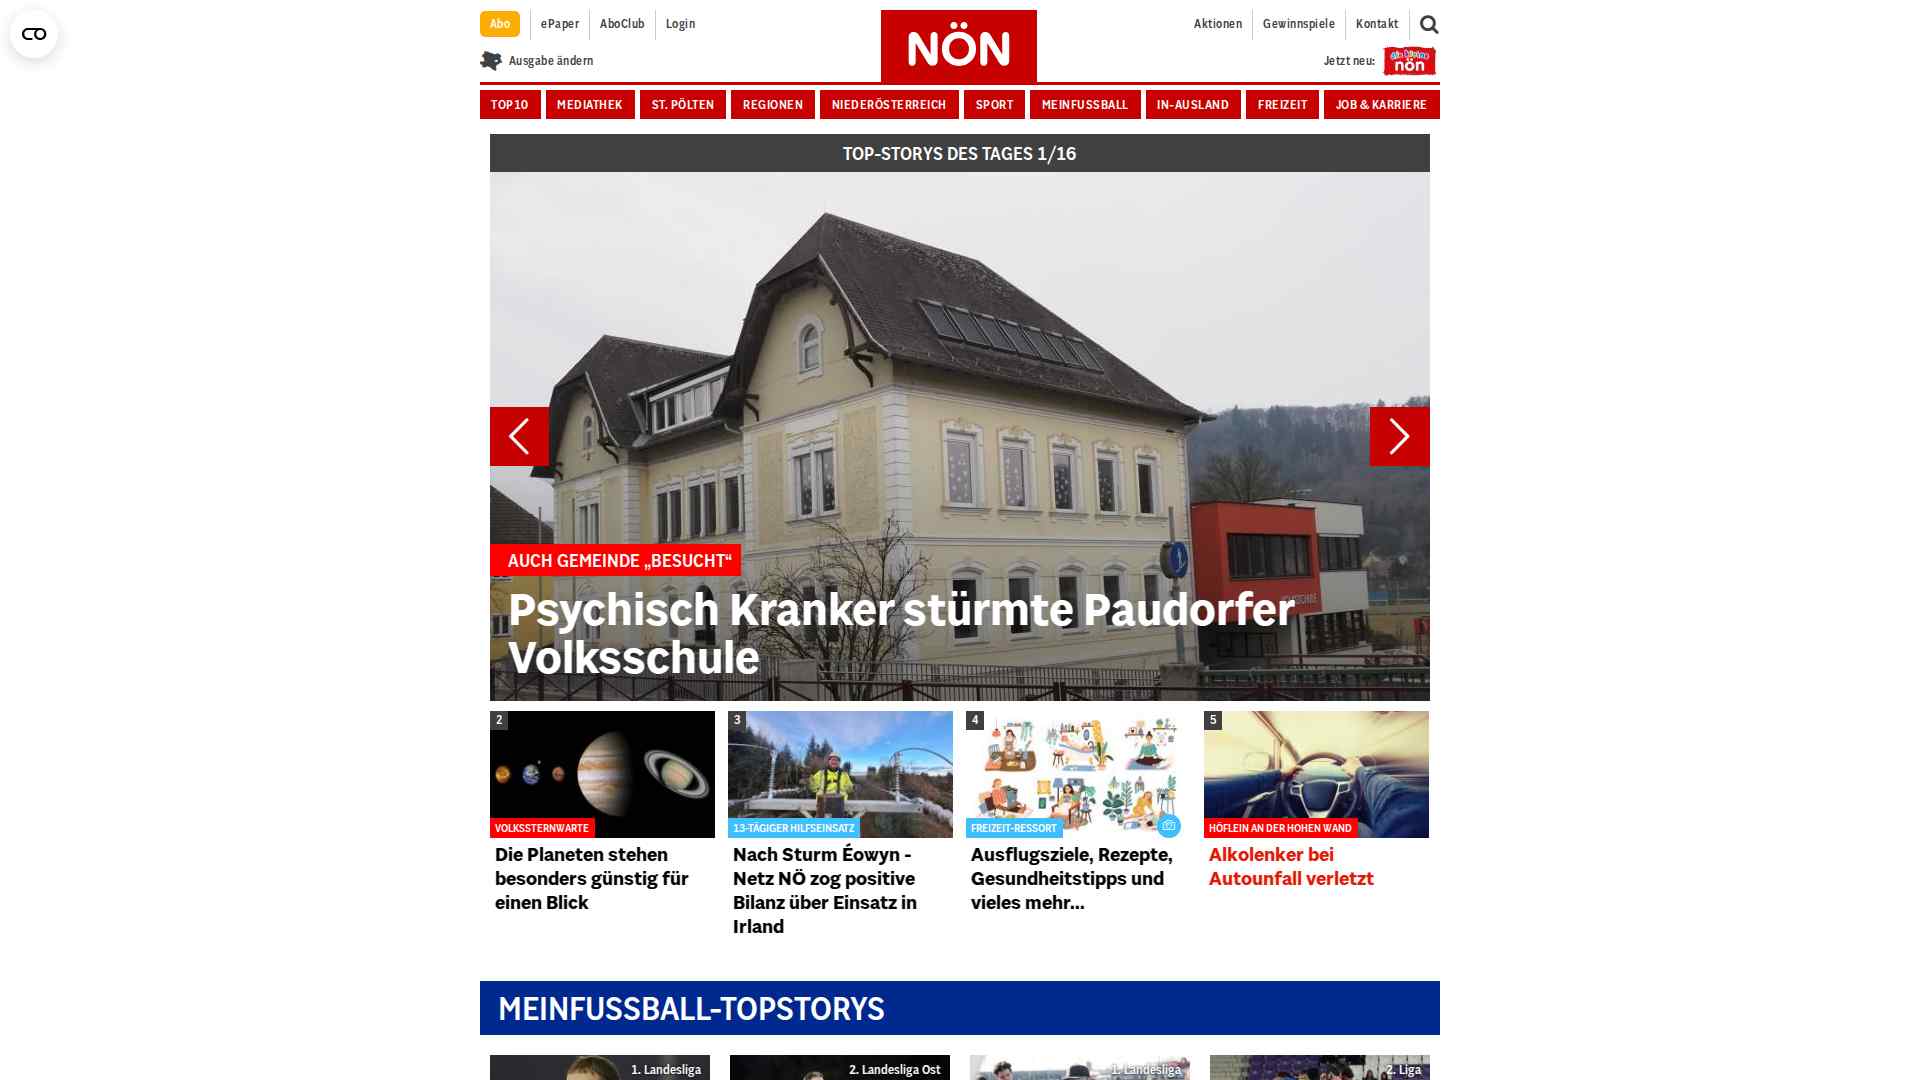 Abo
ePaper
AboClub
Login
NÖN
Aktionen
Gewinnspiele
Kontakt
Ausgabe ändern
Jetzt neu:
die kleine
nön
TOP10
MEDIATHEK
ST. PÖLTEN
REGIONEN
NIEDERÖSTERREICH
SPORT
MEINFUSSBALL
IN-AUSLAND
FREIZEIT
JOB & KARRIERE
TOP-STORYS DES TAGES 1/16
AUCH GEMEINDE „BESUCHT“
Psychisch Kranker stürmte Paudorfer
Volksschule
2
VOLKSSTERNWARTE
Die Planeten stehen
besonders günstig für
einen Blick
3
13-TÄGIGER HILFSEINSATZ
Nach Sturm Éowyn -
Netz NÖ zog positive
Bilanz über Einsatz in
Irland
4
FREIZEIT-RESSORT
Ausflugsziele, Rezepte,
Gesundheitstipps und
vieles mehr...
5
HÖFLEIN AN DER HOHEN WAND
Alkolenker bei
Autounfall verletzt
MEINFUSSBALL-TOPSTORYS
1. Landesliga
2. Landesliga Ost
1. Landesliga
2. Liga